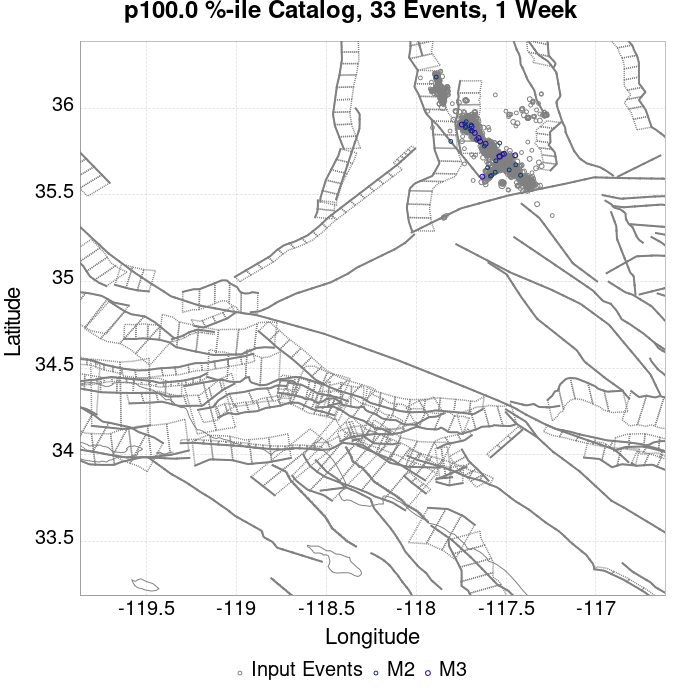 p100.0 %-ile Catalog, 33 Events, 1 Week
36
35.5
35
34.5
34
33.5
Latitude
-119.5 -119 -118.5 -118 -117.5 -117
Longitude
Input Events M2 M3